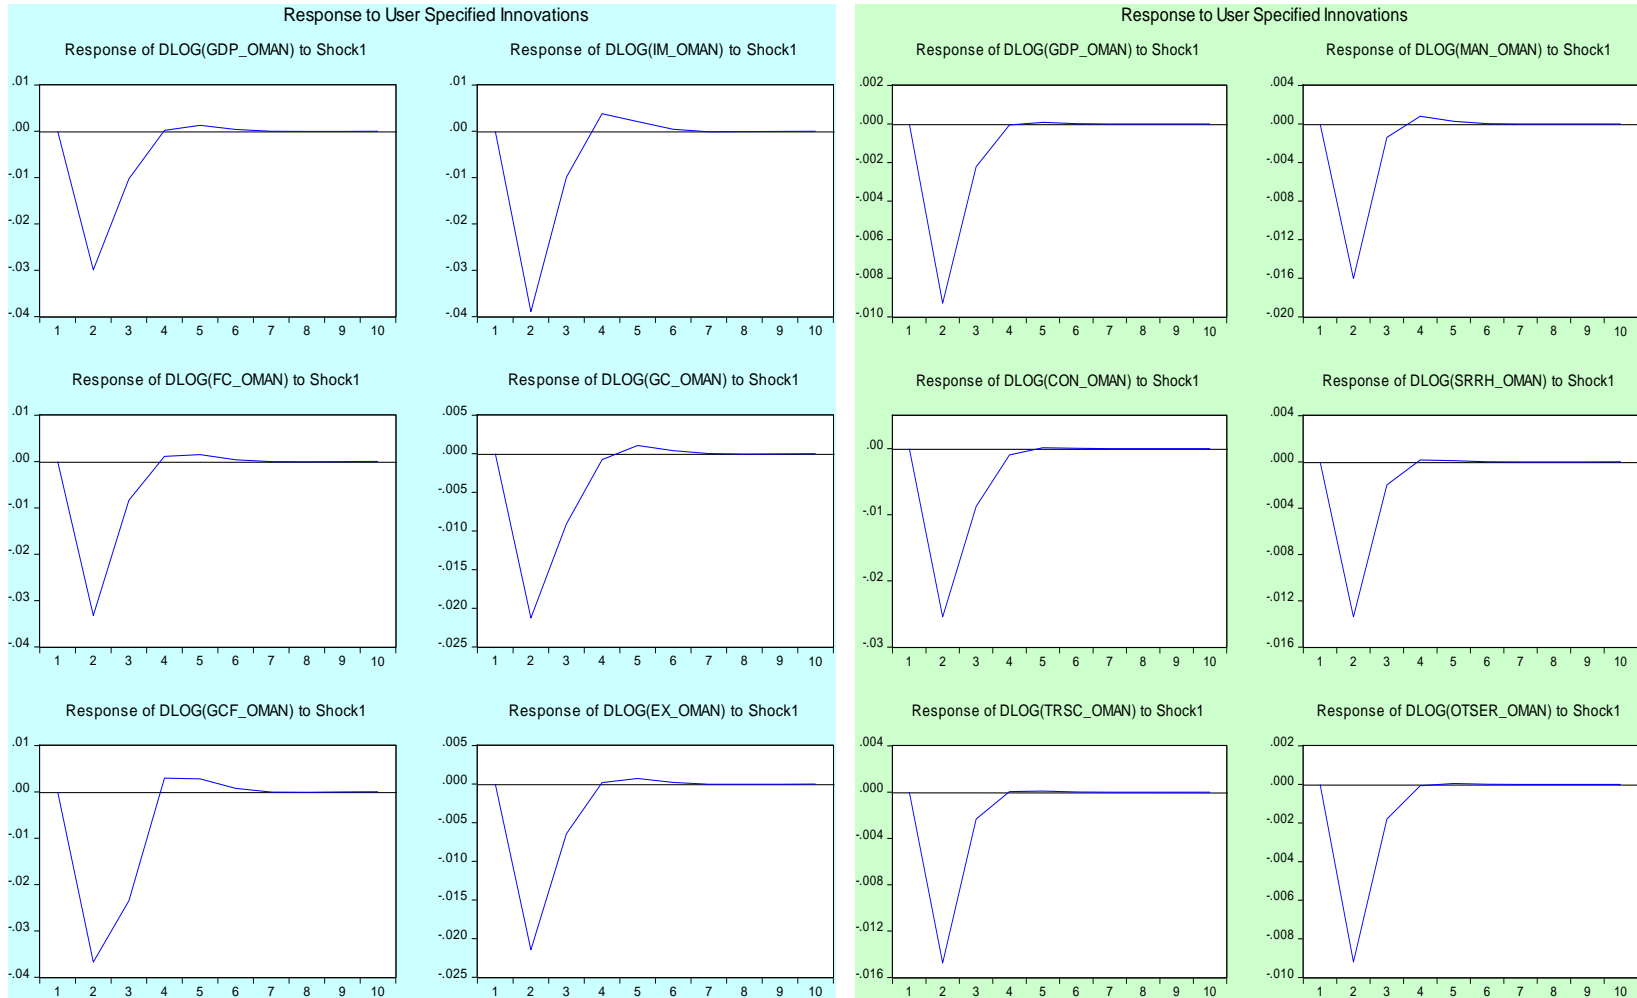 Response to User Specified Innovations
Response of DLOG(GDP_OMAN) to Shock1
.01
.00
-.01
-.02
-.03
-.04
1 2 3 4 5 6 7 8 9 10
Response of DLOG(IM_OMAN) to Shock1
.01
.00
-.01
-.02
-.03
-.04
1 2 3 4 5 6 7 8 9 10
Response of DLOG(FC_OMAN) to Shock1
.01
.00
-.01
-.02
-.03
-.04
1 2 3 4 5 6 7 8 9 10
Response of DLOG(GC_OMAN) to Shock1
.005
.000
-.005
-.010
-.015
-.020
-.025
1 2 3 4 5 6 7 8 9 10
Response of DLOG(GCF_OMAN) to Shock1
.01
.00
-.01
-.02
-.03
-.04
1 2 3 4 5 6 7 8 9 10
Response of DLOG(EX_OMAN) to Shock1
.005
.000
-.005
-.010
-.015
-.020
-.025
1 2 3 4 5 6 7 8 9 10
Response to User Specified Innovations
Response of DLOG(GDP_OMAN) to Shock1
.002
.000
-.002
-.004
-.006
-.008
-.010
1 2 3 4 5 6 7 8 9 10
Response of DLOG(MAN_OMAN) to Shock1
.004
.000
-.004
-.008
-.012
-.016
-.020
1 2 3 4 5 6 7 8 9 10
Response of DLOG(CON_OMAN) to Shock1
.00
-.01
-.02
-.03
1 2 3 4 5 6 7 8 9 10
Response of DLOG(SRRH_OMAN) to Shock1
.004
.000
-.004
-.008
-.012
-.016
1 2 3 4 5 6 7 8 9 10
Response of DLOG(TRSC_OMAN) to Shock1
.004
.000
-.004
-.008
-.012
-.016
1 2 3 4 5 6 7 8 9 10
Response of DLOG(OTSER_OMAN) to Shock1
.002
.000
-.002
-.004
-.006
-.008
-.010
1 2 3 4 5 6 7 8 9 10